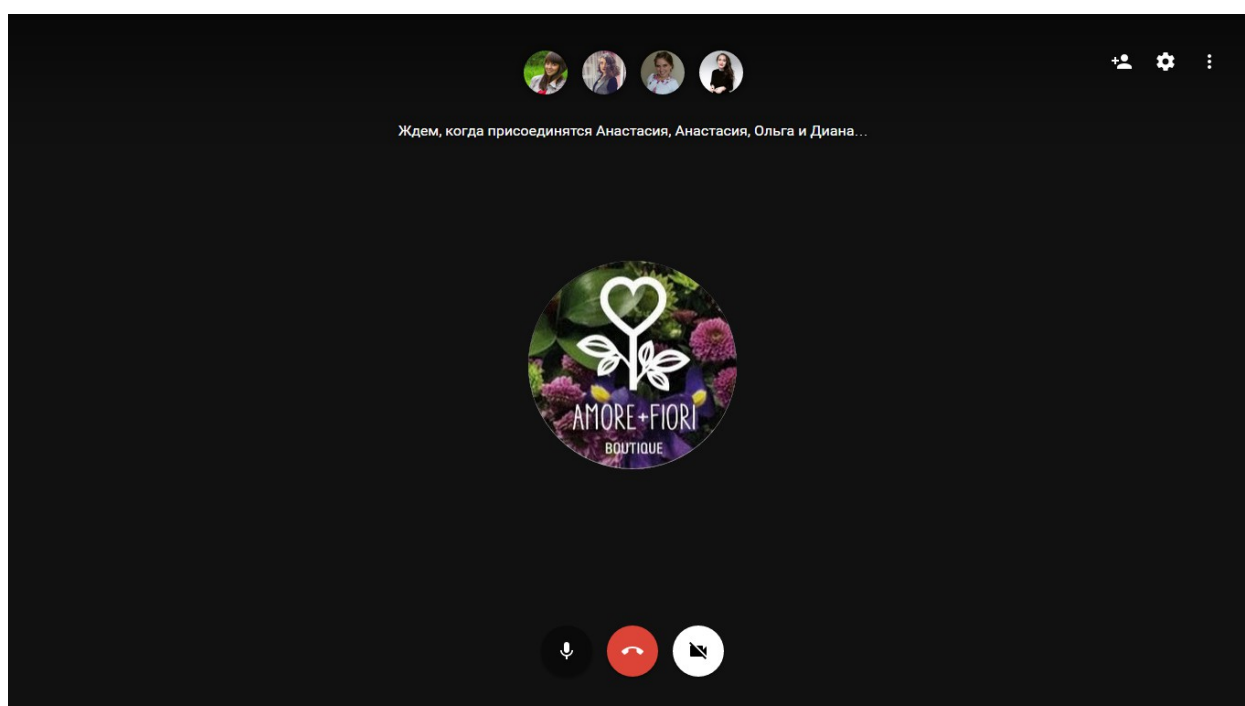 Ждем, когда присоединятся Анастасия, Анастасия, Ольга и Диана...
AMORE+FIORI
BOUTIQUE